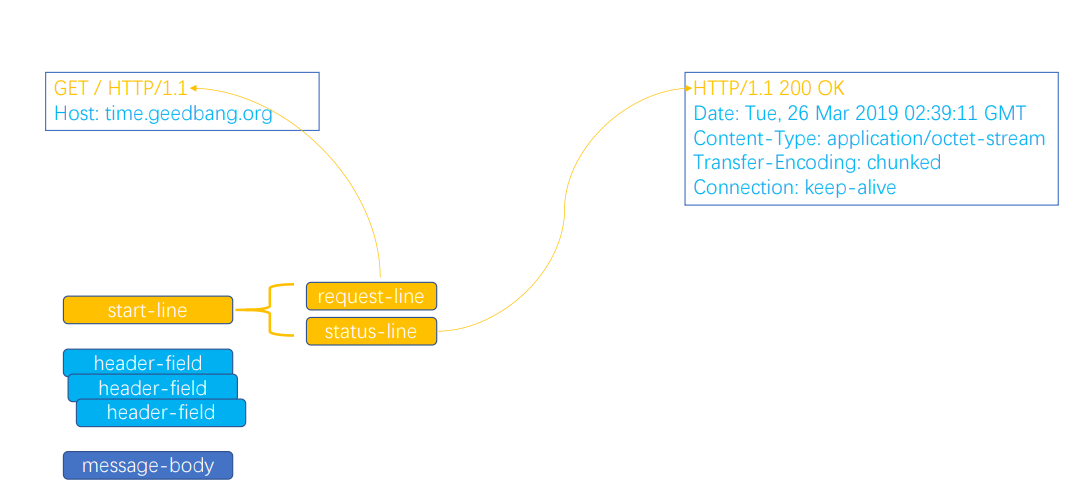 GET / HTTP/1.1
Host: time.geedbang.org
HTTP/1.1 200 OK
Date: Tue, 26 Mar 2019 02:39:11 GMT
Content-Type: application/octet-stream
Transfer-Encoding: chunked
Connection: keep-alive
start-line
request-line
status-line
header-field
header-field
header-field
message-body